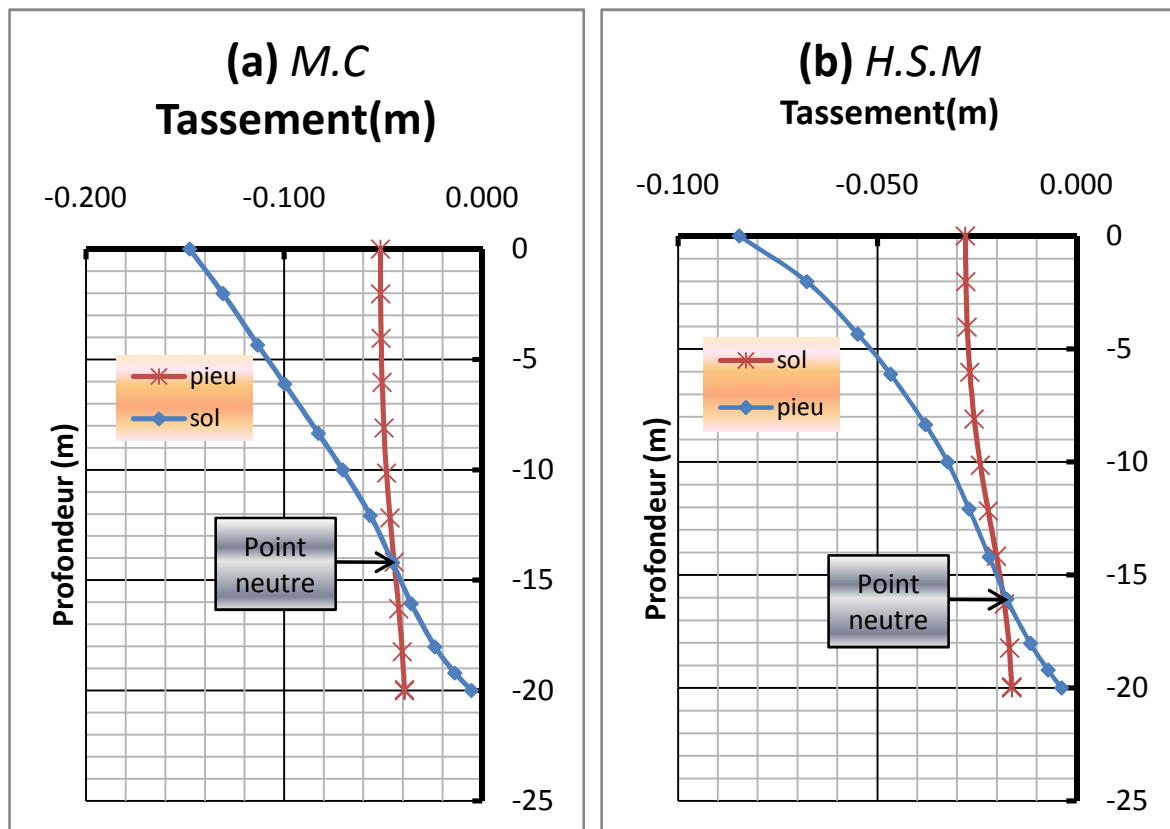 (a) M.C
Tassement(m)
-0.200 -0.100 0.000
0
-5
-10
-15
-20
-25
Profondeur (m)
pieu
sol
Point
neutre
(b) H.S.M
Tassement(m)
-0.100 -0.050 0.000
0
-5
-10
-15
-20
-25
Profondeur (m)
sol
pieu
Point
neutre